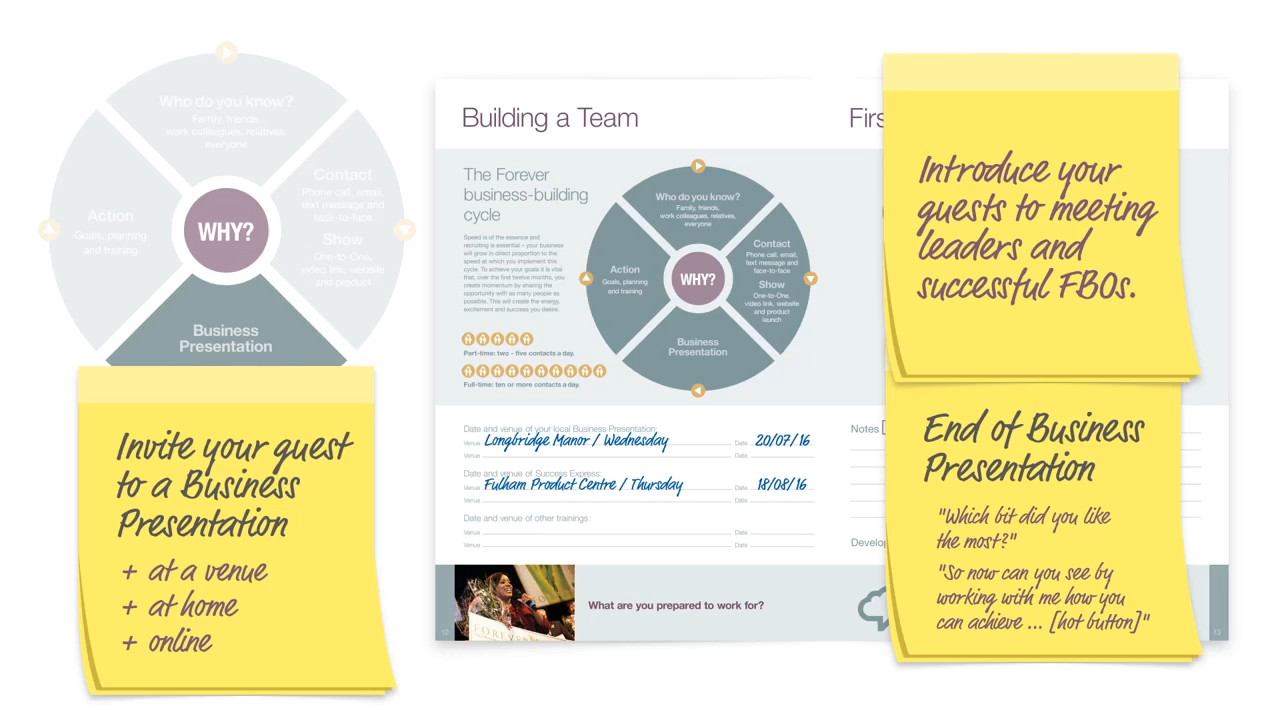 Who do you know?
Family, friends,
work colleagues, relatives,
everyone
Contact
Phone call, email,
text message and
face-to-face
Show
One-to-One,
video link, website
and product
Action
Goals, planning
and training
WHY?
Business
Presentation
Invite your guest
to a Business
Presentation
+ at a venue
+ at home
+ online
Building a Team
The Forever
business-building
cycle
Speed is of the essence and
recruiting is essential – your business
will grow in direct proportion to the
speed at which you implement this
cycle. To achieve your goals it is vital
that, over the first twelve months, you
create momentum by sharing the
opportunity with as many people as
possible. This will create the energy,
excitement and success you desire.
Part-time: two - five contacts a day.
Full-time: ten or more contacts a day.
Who do you know?
Family, friends,
work colleagues, relatives,
everyone
Contact
Phone call, email,
text message and
face-to-face
Show
One-to-One,
video link, website
and product
launch
Action
Goals, planning
and training
WHY?
Business
Presentation
Date and venue of your local Business Presentation:
Venue Longbridge Manor / Wednesday Date 20/07/16
Venue Date
Date and venue of Success Express:
Venue Fulham Product Centre / Thursday Date 18/08/16
Venue Date
Date and venue of other trainings:
Venue Date
Venue Date
What are you prepared to work for?
FOREVER
12
Firs
Notes [
Develop
13
Introduce your
guests to meeting
leaders and
successful FBOs.
End of Business
Presentation
"Which bit did you like
the most?"
"So now can you see by
working with me how you
can achieve ... [hot button]"